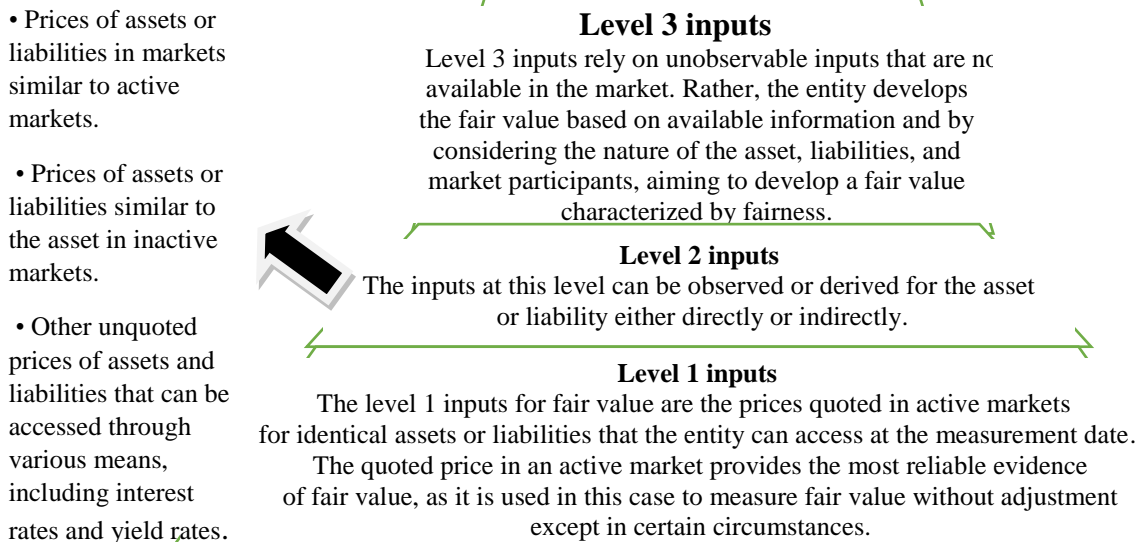 • Prices of assets or
liabilities in markets
similar to active
markets.
• Prices of assets or
liabilities similar to
the asset in inactive
markets.
• Other unquoted
prices of assets and
liabilities that can be
accessed through
various means,
including interest
rates and yield rates.
Level 3 inputs
Level 3 inputs rely on unobservable inputs that are no
available in the market. Rather, the entity develops
the fair value based on available information and by
considering the nature of the asset, liabilities, and
market participants, aiming to develop a fair value
characterized by fairness.
Level 2 inputs
The inputs at this level can be observed or derived for the asset
or liability either directly or indirectly.
Level 1 inputs
The level 1 inputs for fair value are the prices quoted in active markets
for identical assets or liabilities that the entity can access at the measurement date.
The quoted price in an active market provides the most reliable evidence
of fair value, as it is used in this case to measure fair value without adjustment
except in certain circumstances.